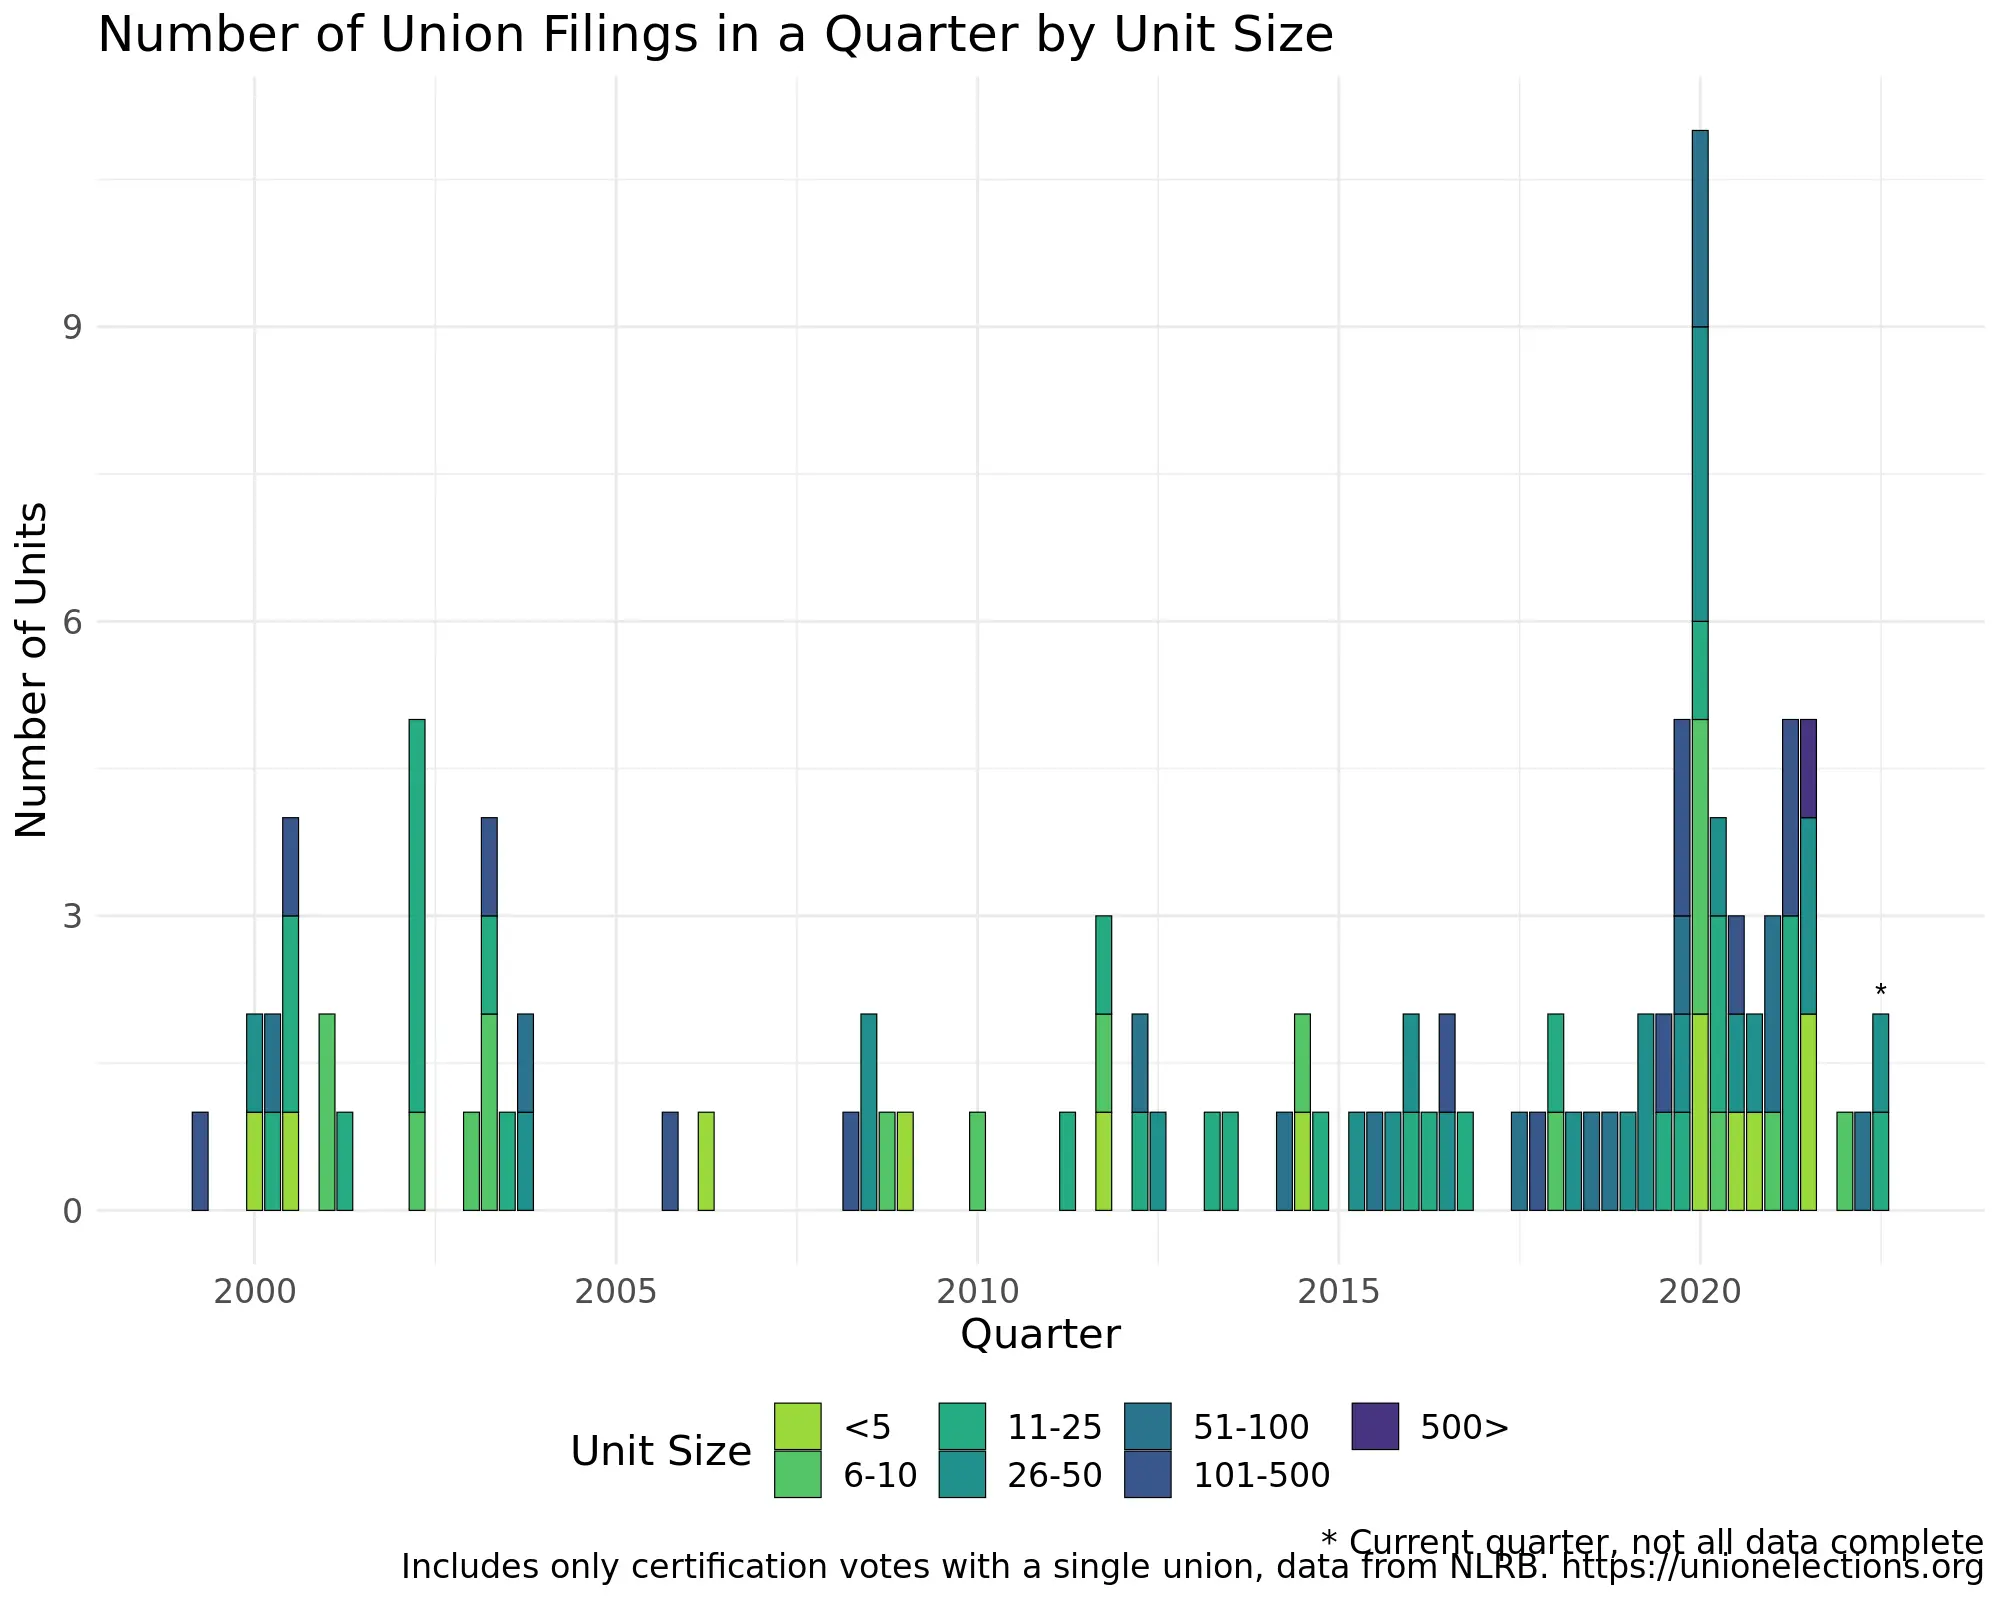 Number of Union Filings in a Quarter by Unit Size
Number of Units
9
6
3
0
*
2000 2005 2010 2015 2020
Quarter
Unit Size
<5 11-25 51-100 500>
6-10 26-50 101-500
* Current quarter, not all data complete
Includes only certification votes with a single union, data from NLRB. https://unionelections.org